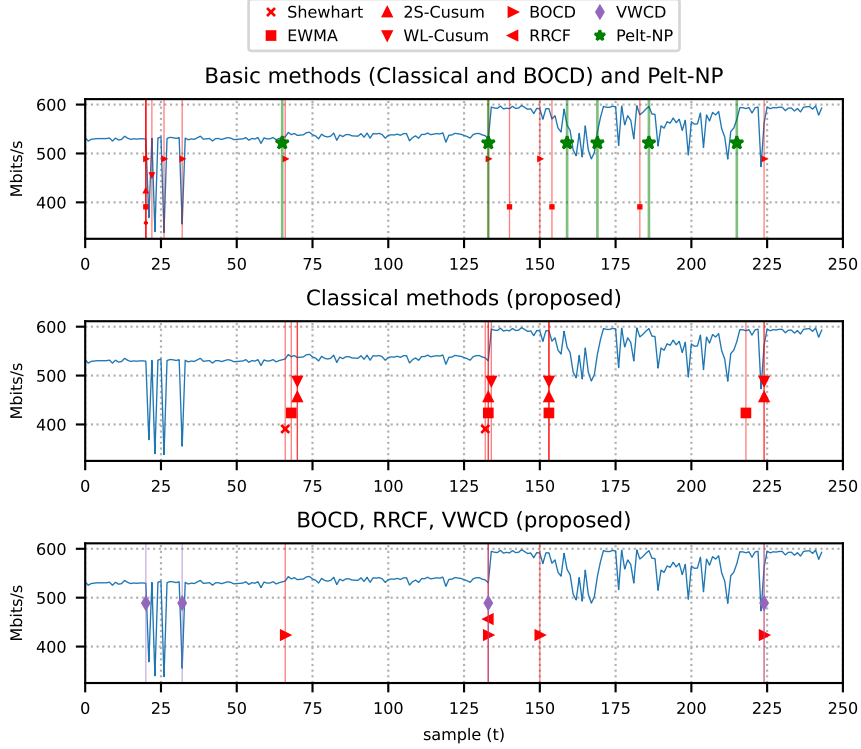 Shewhart 2S-Cusum BOCD VWCD
EWMA WL-Cusum RRCF Pelt-NP
Basic methods (Classical and BOCD) and Pelt-NP
600
500
400
Mbits/s
0 25 50 75 100 125 150 175 200 225 250
Classical methods (proposed)
600
500
400
Mbits/s
0 25 50 75 100 125 150 175 200 225 250
BOCD, RRCF, VWCD (proposed)
600
500
400
Mbits/s
0 25 50 75 100 125 150 175 200 225 250
sample (t)